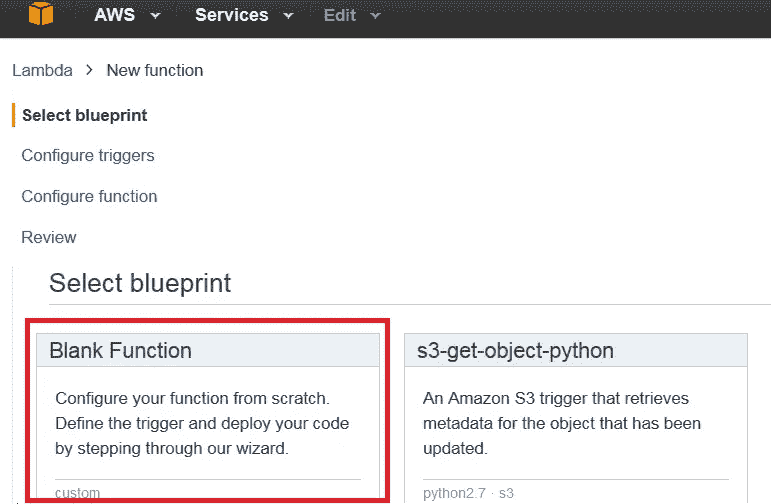 AWS Services Edit
Lambda > New function
Select blueprint
Configure triggers
Configure function
Review
Select blueprint
Blank Function
Configure your function from scratch.
Define the trigger and deploy your code
by stepping through our wizard.
custom
s3-get-object-python
An Amazon S3 trigger that retrieves
metadata for the object that has been
updated.
python2.7 · s3